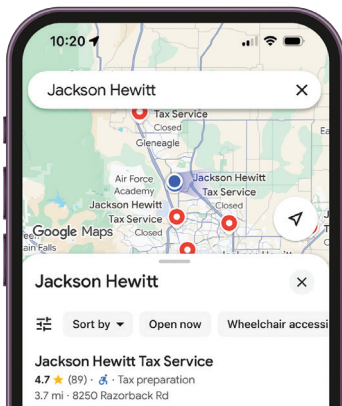 10:20
Jackson Hewitt
Tax Service
Closed
Gleneagle
Air Force
Academy
Jackson Hewitt
Tax Service
Closed
Jackson Hewitt
Tax Service
Closed
Google Maps
Jackson Hewitt
Sort by
Open now
Wheelchair accessi
Jackson Hewitt Tax Service
4.7 (89) · Tax preparation
3.7 mi · 8250 Razorback Rd